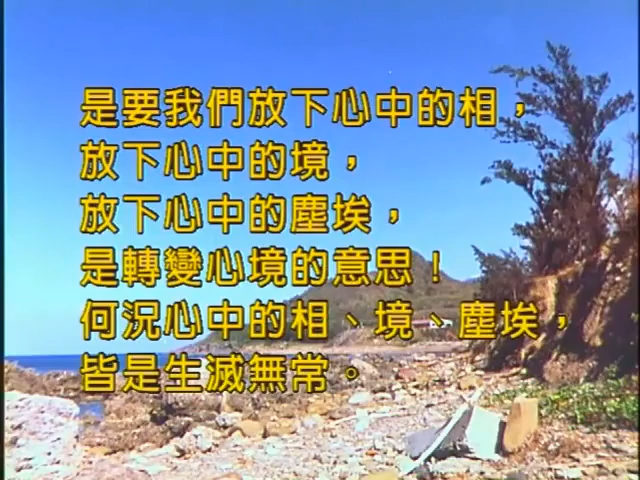 是要我們放下心中的相，
放下心中的境，
放下心中的塵埃，
是轉變心境的意思！
何況心中的相、境、塵埃，
皆是生滅無常。